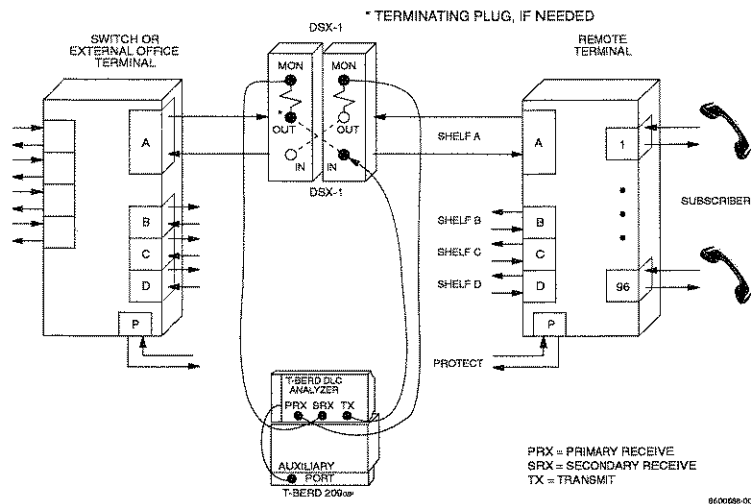 * TERMINATING PLUG, IF NEEDED
DSX-1
SWITCH OR
EXTERNAL OFFICE
TERMINAL
REMOTE
TERMINAL
MON
MON
*
OUT
OUT
IN
IN
DSX-1
A
B
C
D
P
SHELF A
SHELF B
SHELF C
SHELF D
PROTECT
A
B
C
D
P
1
96
SUBSCRIBER
T-BERD DLC
ANALYZER
PRX SRX TX
AUXILIARY
PORT
T-BERD 209OSP
PRX = PRIMARY RECEIVE
SRX = SECONDARY RECEIVE
TX = TRANSMIT